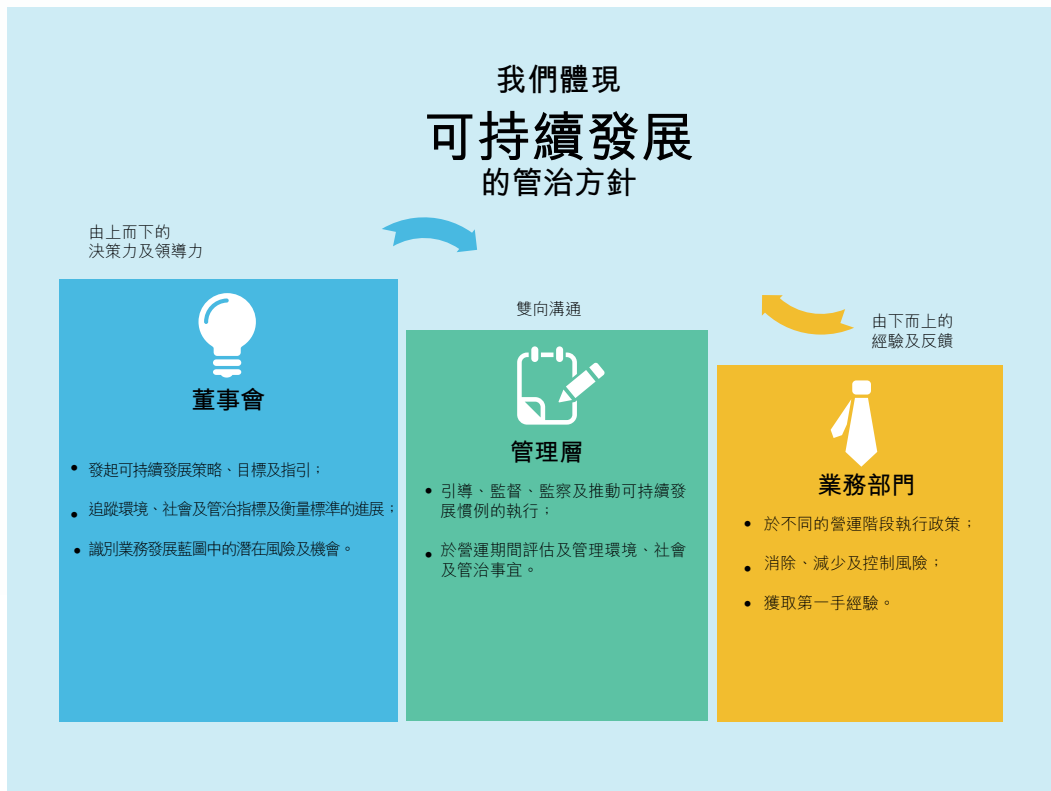 我們體現
可持續發展
的管治方針
由上而下的
決策力及領導力
董事會
發起可持續發展策略、目標及指引；
追蹤環境、社會及管治指標及衡量標準的進展；
識別業務發展藍圖中的潛在風險及機會。
雙向溝通
管理層
引導、監督、監察及推動可持續發
展慣例的執行；
於營運期間評估及管理環境、社會
及管治事宜。
由下而上的
經驗及反饋
業務部門
於不同的營運階段執行政策；
消除、減少及控制風險；
獲取第一手經驗。